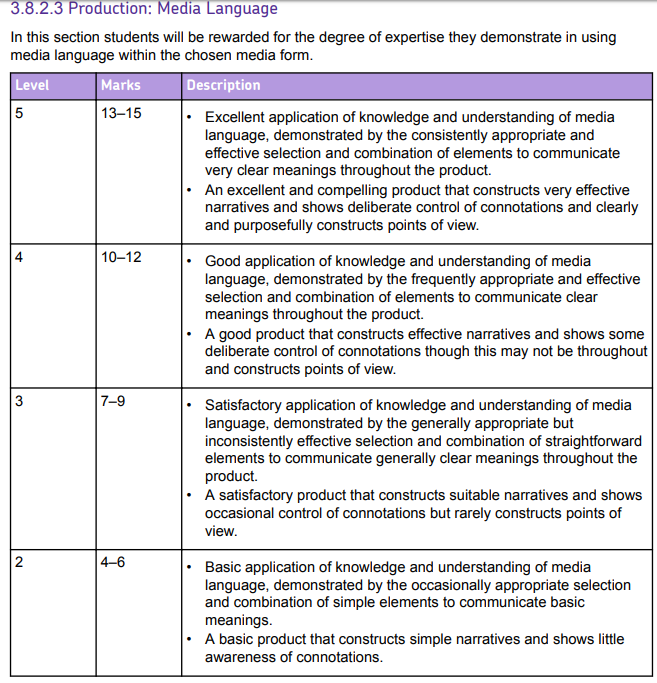 3.8.2.3 Production: Media Language
In this section students will be rewarded for the degree of expertise they demonstrate in using
media language within the chosen media form.
Level Marks Description
5 13–15 • Excellent application of knowledge and understanding of media
language, demonstrated by the consistently appropriate and
effective selection and combination of elements to communicate
very clear meanings throughout the product.
• An excellent and compelling product that constructs very effective
narratives and shows deliberate control of connotations and clearly
and purposefully constructs points of view.
4 10–12 • Good application of knowledge and understanding of media
language, demonstrated by the frequently appropriate and effective
selection and combination of elements to communicate clear
meanings throughout the product.
• A good product that constructs effective narratives and shows some
deliberate control of connotations though this may not be throughout
and constructs points of view.
3 7–9 • Satisfactory application of knowledge and understanding of media
language, demonstrated by the generally appropriate but
inconsistently effective selection and combination of straightforward
elements to communicate generally clear meanings throughout the
product.
• A satisfactory product that constructs suitable narratives and shows
occasional control of connotations but rarely constructs points of
view.
2 4–6 • Basic application of knowledge and understanding of media
language, demonstrated by the occasionally appropriate selection
and combination of simple elements to communicate basic
meanings.
• A basic product that constructs simple narratives and shows little
awareness of connotations.